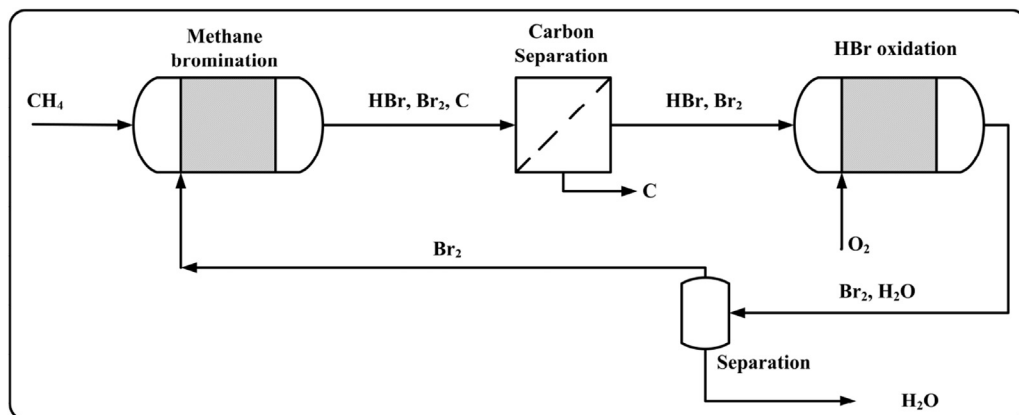 Methane
bromination
Carbon
Separation
HBr oxidation
CH₄
HBr, Br₂, C
HBr, Br₂
C
O₂
Br₂
Br₂, H₂O
Separation
H₂O